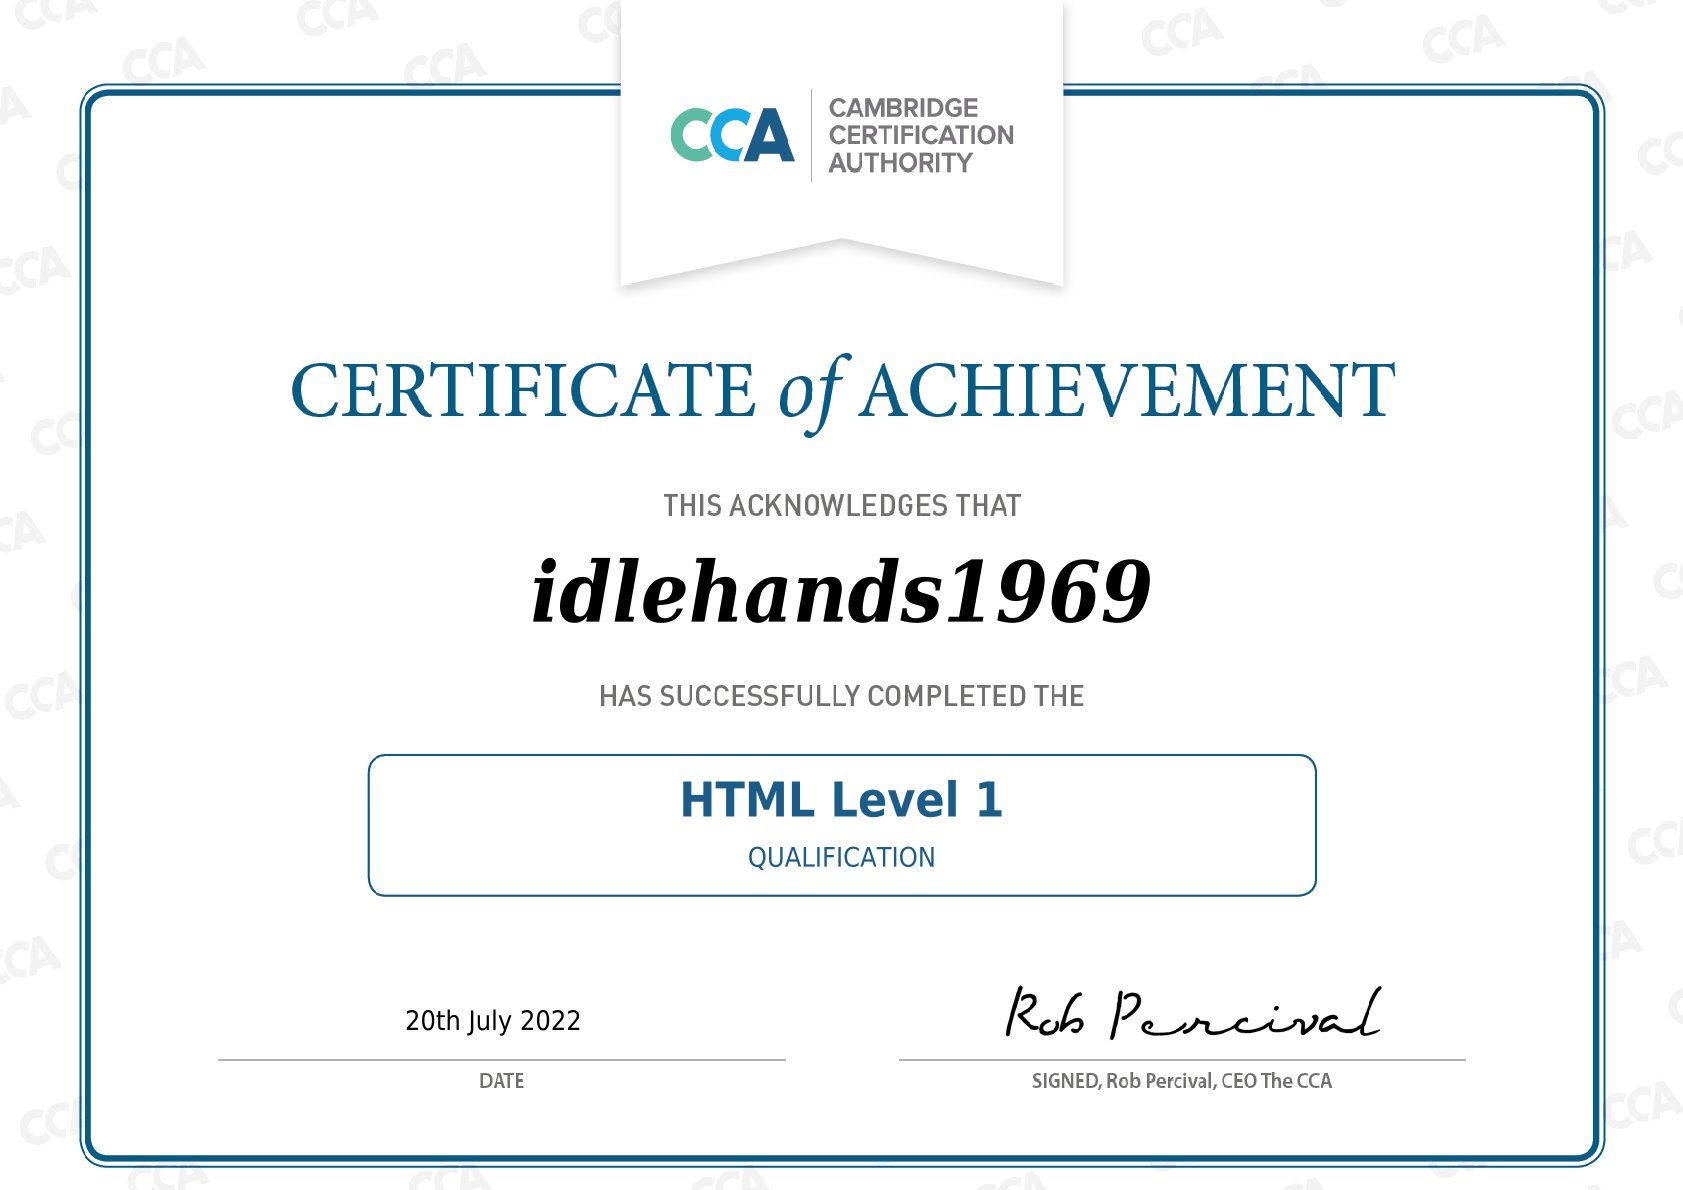 CCA
CAMBRIDGE
CERTIFICATION
AUTHORITY
CERTIFICATE of ACHIEVEMENT
THIS ACKNOWLEDGES THAT
idlehands1969
HAS SUCCESSFULLY COMPLETED THE
HTML Level 1
QUALIFICATION
20th July 2022
Rob Percival
DATE
SIGNED, Rob Percival, CEO The CCA